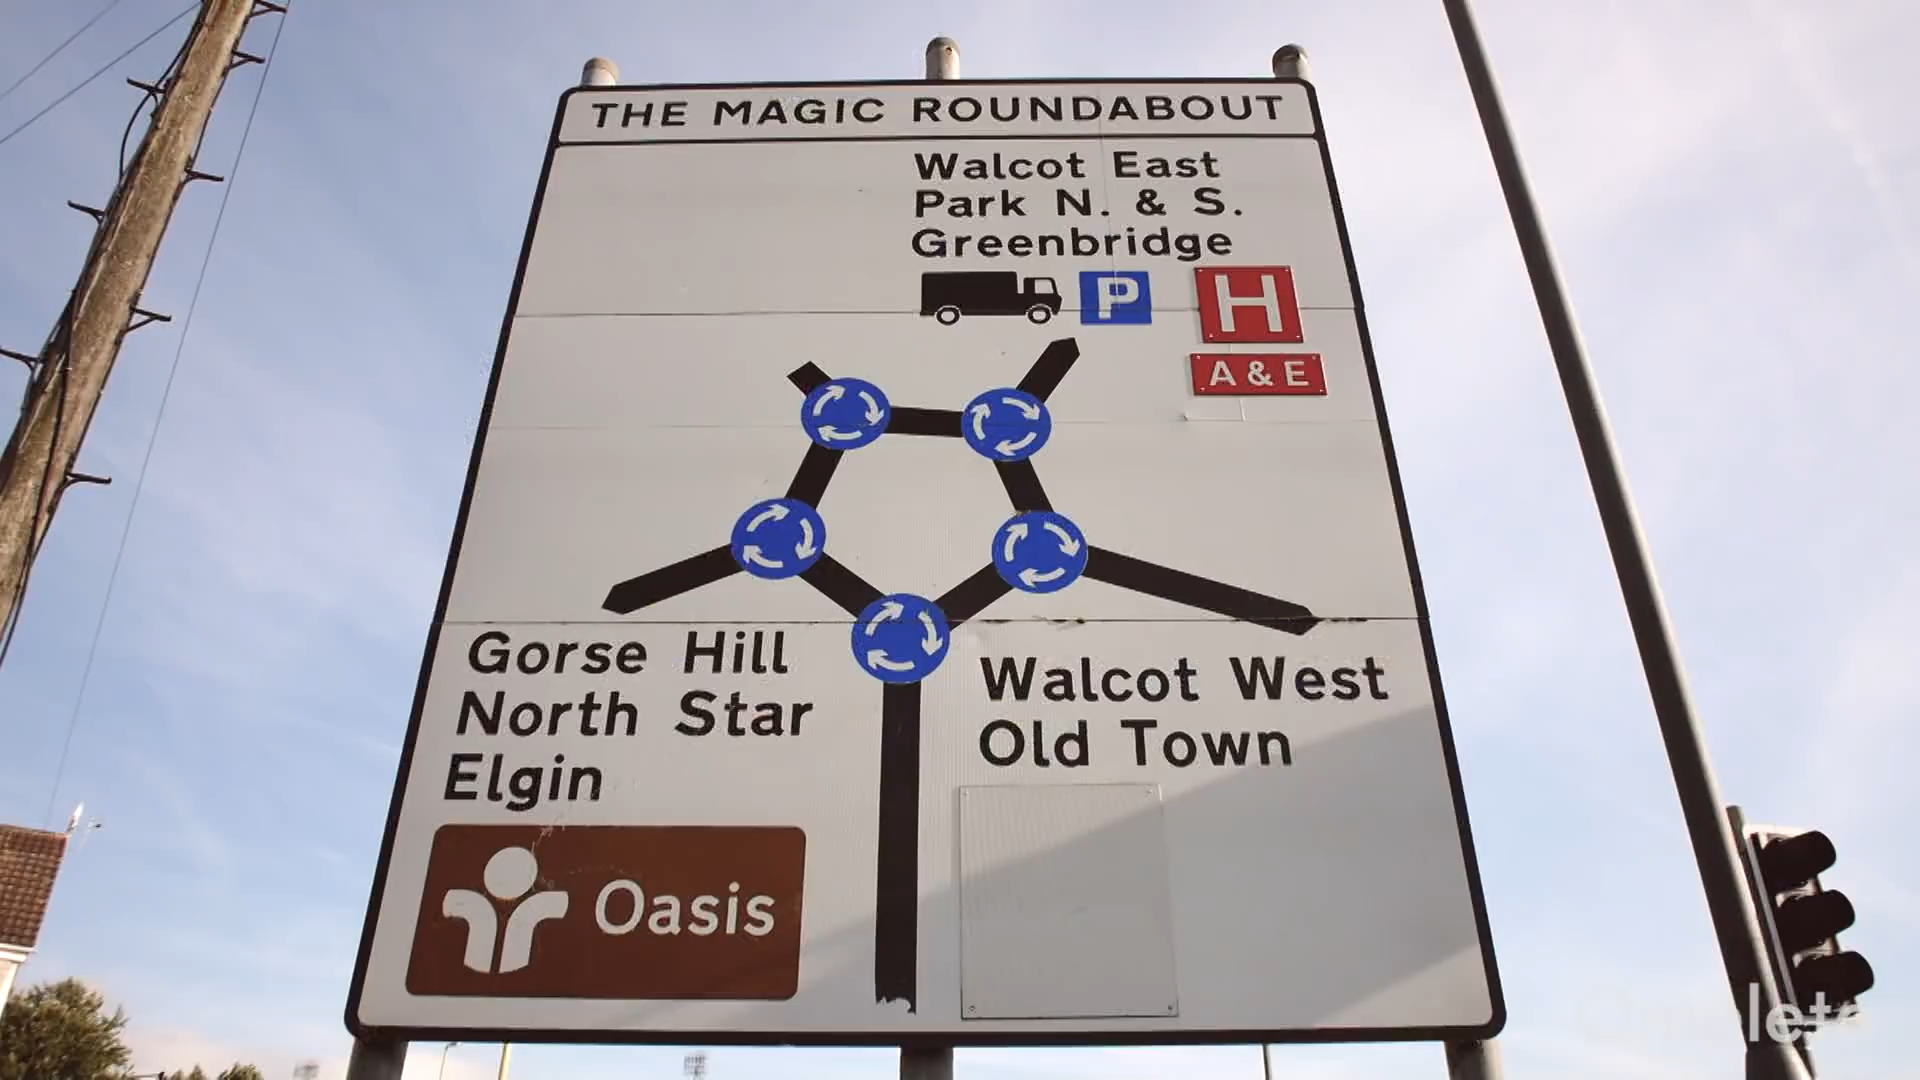 THE MAGIC ROUNDABOUT
Walcot East
Park N. & S.
Greenbridge
P
H
A & E
Gorse Hill
North Star
Elgin
Walcot West
Old Town
Oasis